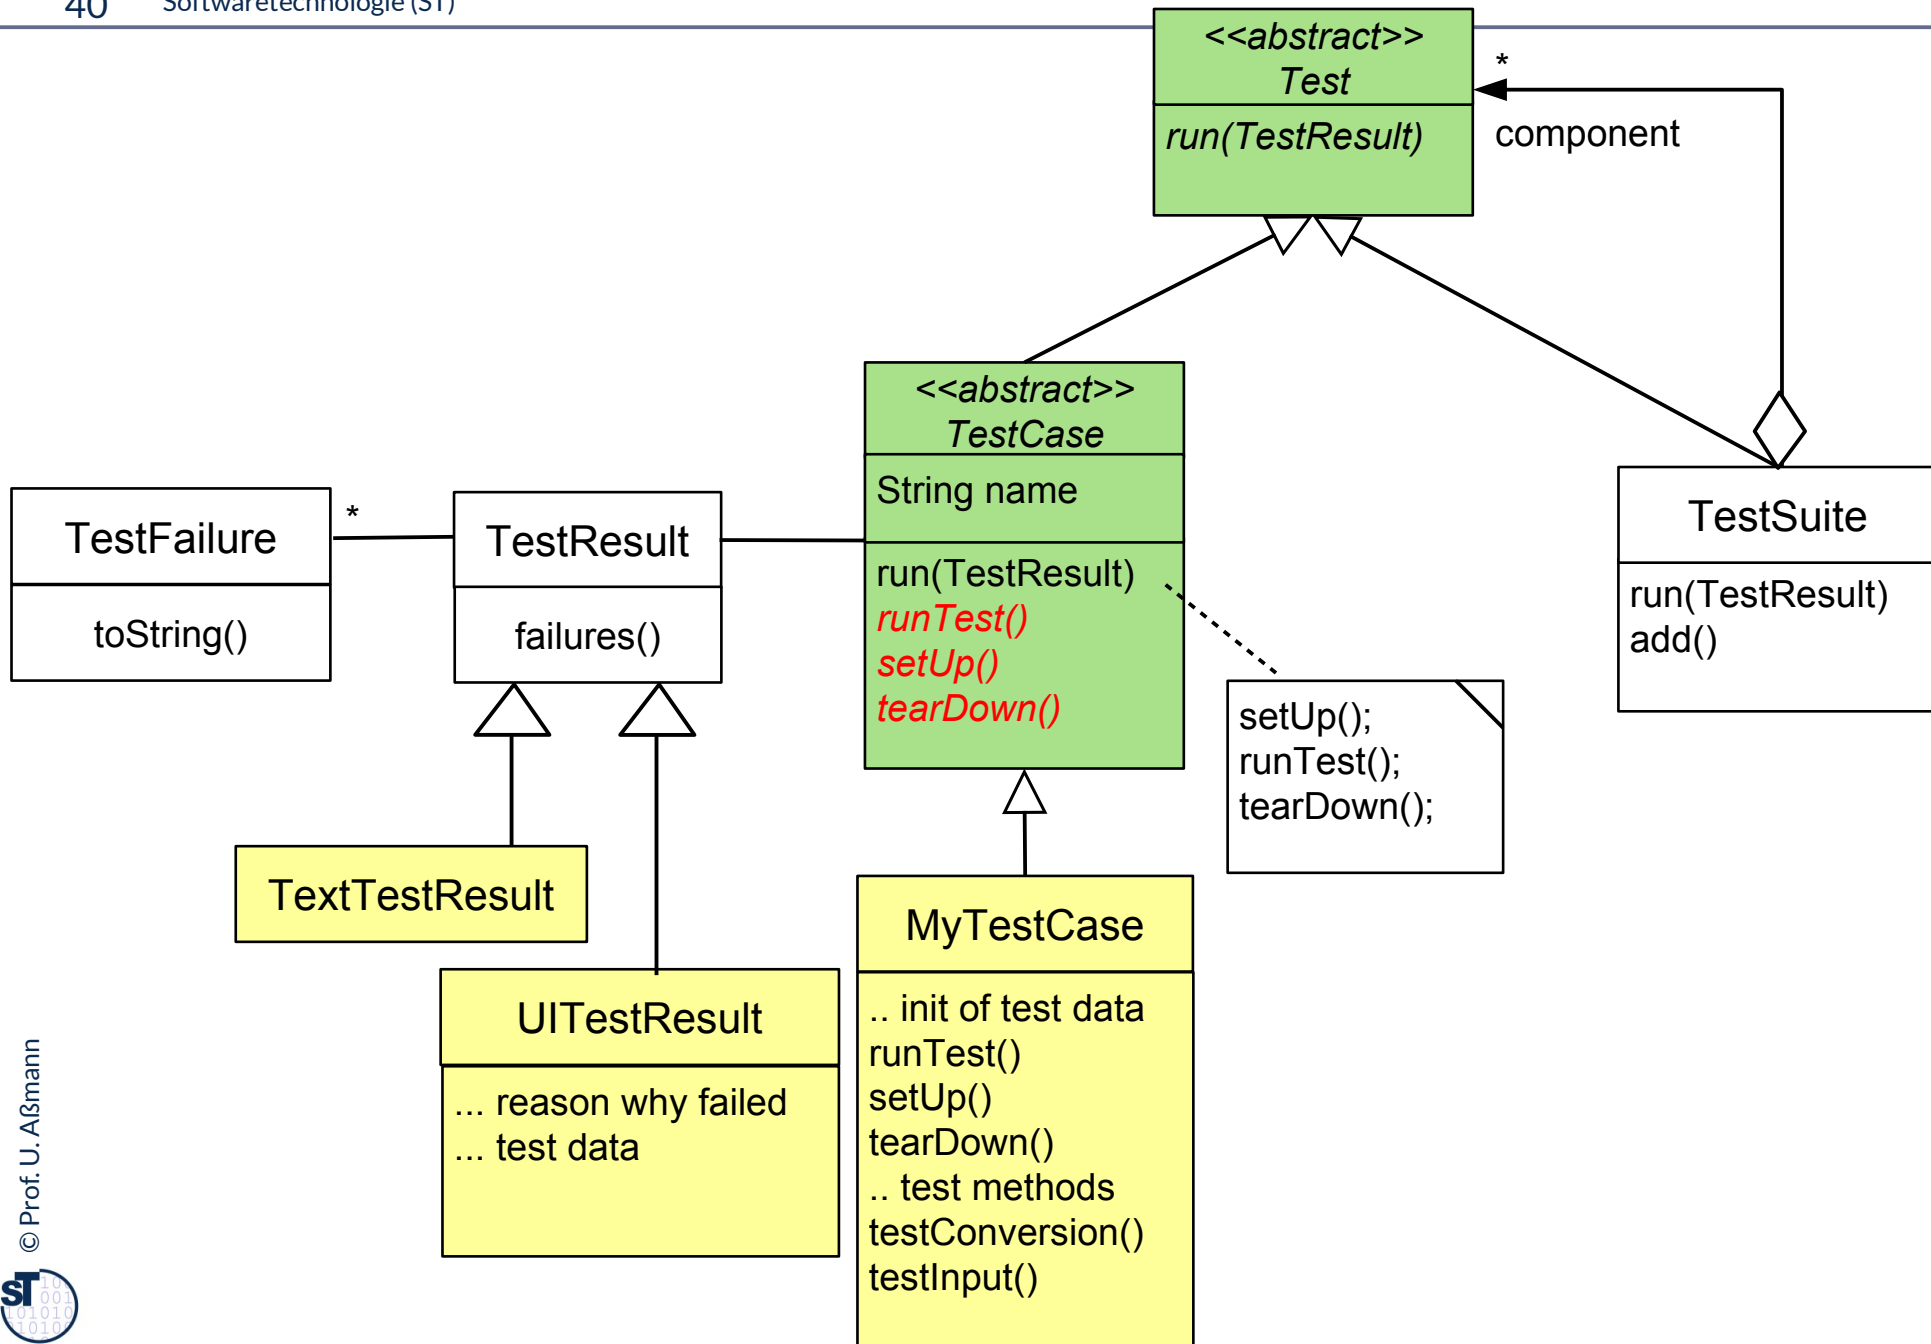 40
Softwaretechnologie (ST)
<<abstract>>
Test
run(TestResult)
*
component
<<abstract>>
TestCase
String name
run(TestResult)
runTest()
setUp()
tearDown()
TestFailure
toString()
*
TestResult
failures()
TestSuite
run(TestResult)
add()
setUp();
runTest();
tearDown();
TextTestResult
UITestResult
... reason why failed
... test data
MyTestCase
.. init of test data
runTest()
setUp()
tearDown()
.. test methods
testConversion()
testInput()
© Prof. U. Aßmann
ST